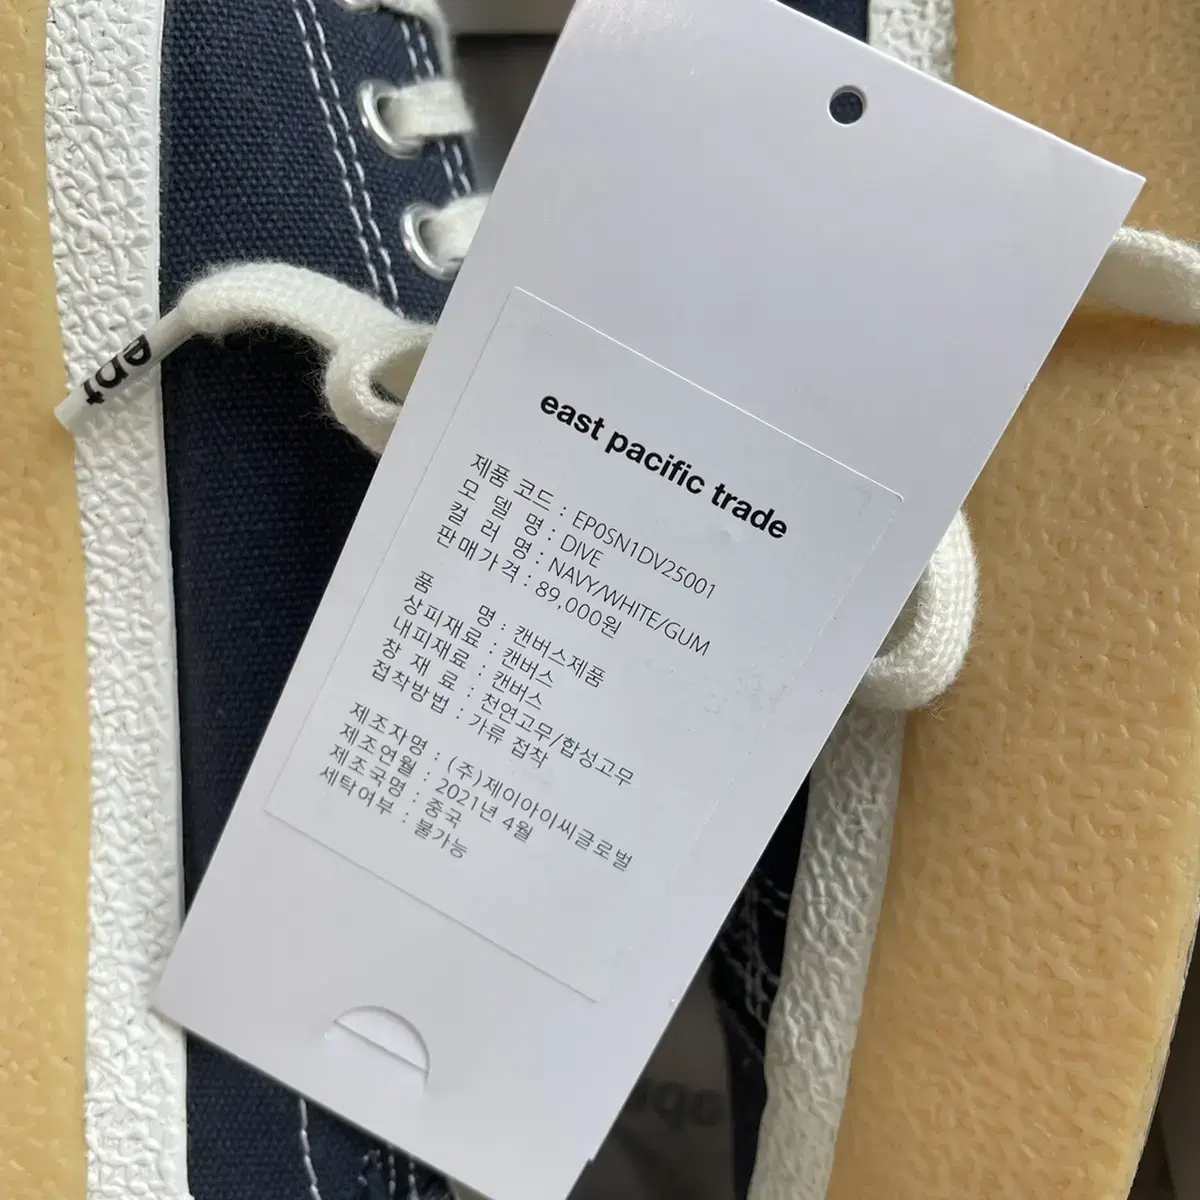 east pacific trade
제품 코드 : EP0SN1DV25001
모 델 명 : DIVE
컬 러 명 : NAVY/WHITE/GUM
판매가격 : 89,000원
품 명 : 캔버스제품
상피재료 : 캔버스
내피재료 : 캔버스
창 재 료 : 천연고무/합성고무
접착방법 : 가류 접착
제조자명 : (주)제이아이씨글로벌
제조연월 : 2021년 4월
제조국명 : 중국
세탁여부 : 불가능
ept